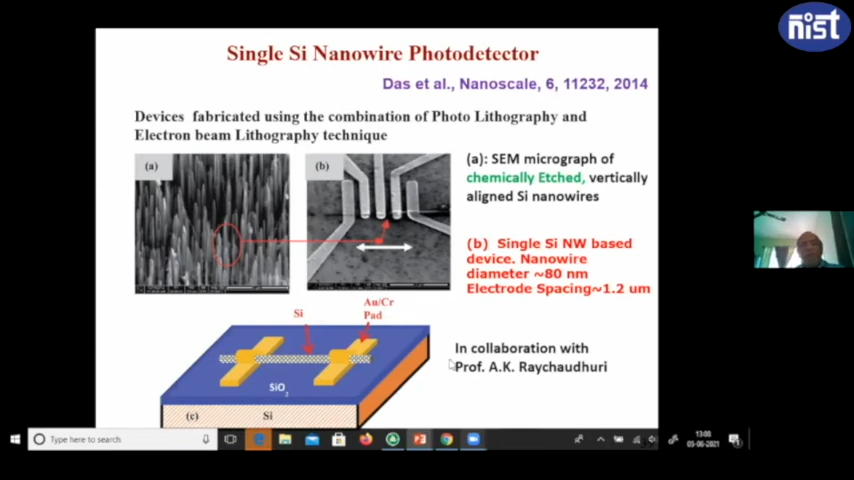 nist
Single Si Nanowire Photodetector
Das et al., Nanoscale, 6, 11232, 2014
Devices fabricated using the combination of Photo Lithography and
Electron beam Lithography technique
(a)
(b)
(a): SEM micrograph of
chemically Etched, vertically
aligned Si nanowires
(b) Single Si NW based
device. Nanowire
diameter ~80 nm
Electrode Spacing~1.2 um
Si
Au/Cr
Pad
In collaboration with
Prof. A.K. Raychaudhuri
SiO2
(c)
Si
Type here to search
13:00
05-06-2021